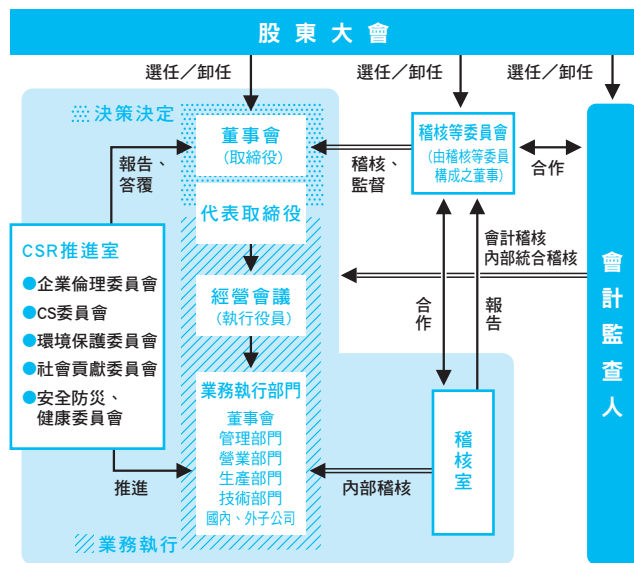 股東大會
選任／卸任
選任／卸任
選任／卸任
決策決定
董事會
（取締役）
稽核等委員會
（由稽核等委員
構成之董事）
合作
報告、
答覆
稽核、
監督
代表取締役
CSR推進室
●企業倫理委員會
●CS委員會
●環境保護委員會
●社會貢獻委員會
●安全防災、
健康委員會
會計稽核
內部統合稽核
會計監查人
經營會議
（執行役員）
合作
報告
業務執行部門
董事會
管理部門
營業部門
生產部門
技術部門
國內、外子公司
稽核室
推進
內部稽核
業務執行